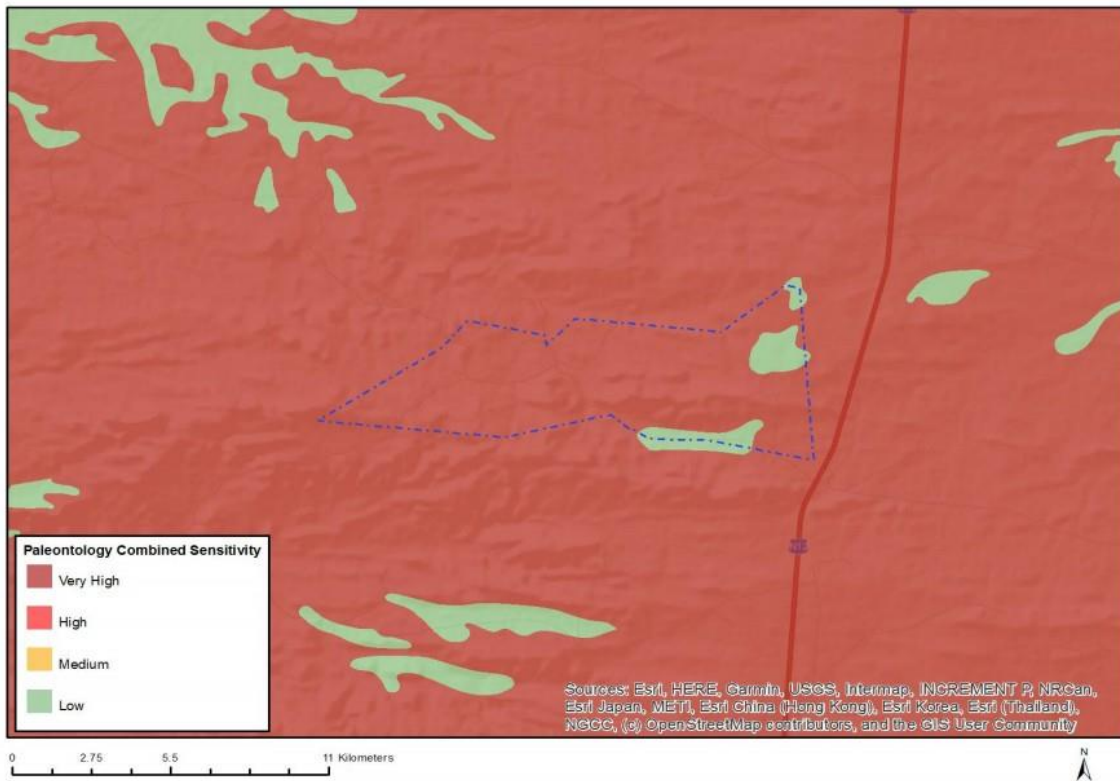 Paleontology Combined Sensitivity
Very High
High
Medium
Low
Sources: Esri, HERE, Garmin, USGS, Intermap, INCREMENT P, NRCan,
Esri Japan, METI, Esri China (Hong Kong), Esri Korea, Esri (Thailand),
NGCC, (c) OpenStreetMap contributors, and the GIS User Community
0 2.75 5.5 11 Kilometers
N